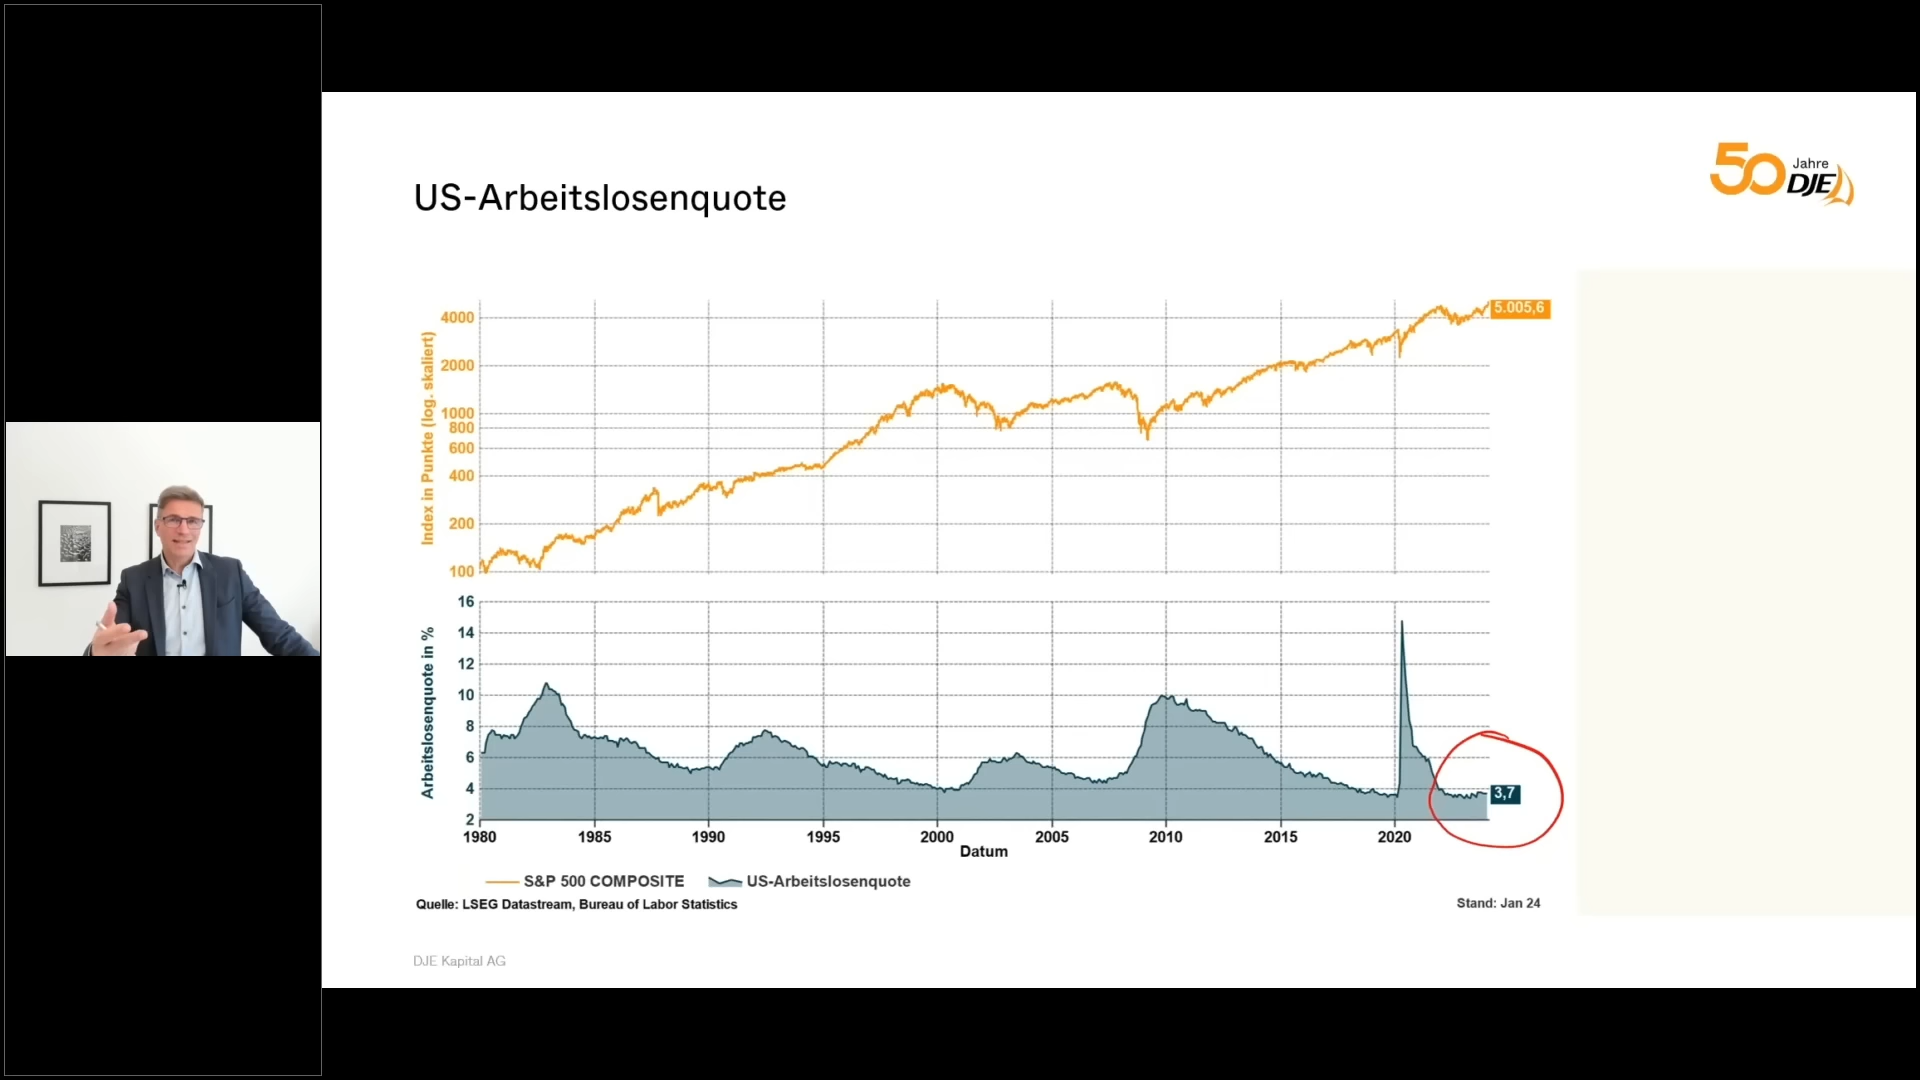 US-Arbeitslosenquote
50 Jahre DJE
Index in Punkte (log. skaliert)
4000
2000
1000
800
600
400
200
100
5.005,6
Arbeitslosenquote in %
16
14
12
10
8
6
4
2
3,7
1980 1985 1990 1995 2000 2005 2010 2015 2020
Datum
S&P 500 COMPOSITE US-Arbeitslosenquote
Quelle: LSEG Datastream, Bureau of Labor Statistics
Stand: Jan 24
DJE Kapital AG